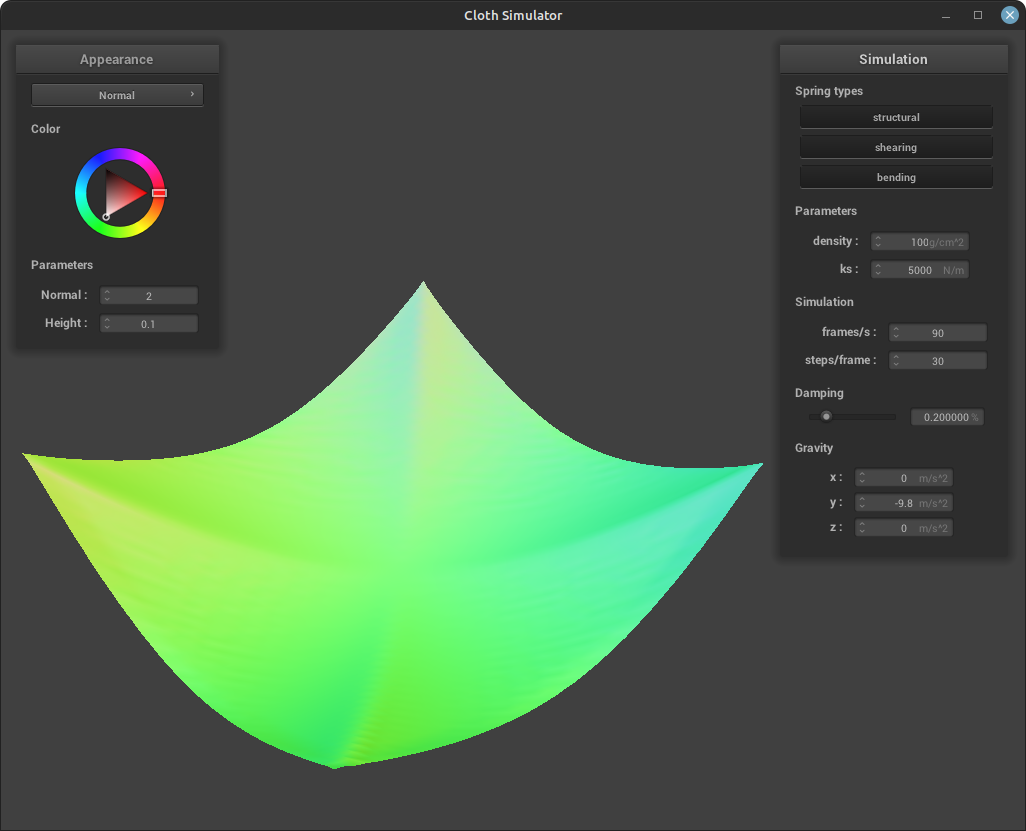 Cloth Simulator
Appearance
Normal
Color
Parameters
Normal : 2
Height : 0.1
Simulation
Spring types
structural
shearing
bending
Parameters
density : 100g/cm^2
ks : 5000 N/m
Simulation
frames/s : 90
steps/frame : 30
Damping
0.200000 %
Gravity
x : 0 m/s^2
y : -9.8 m/s^2
z : 0 m/s^2